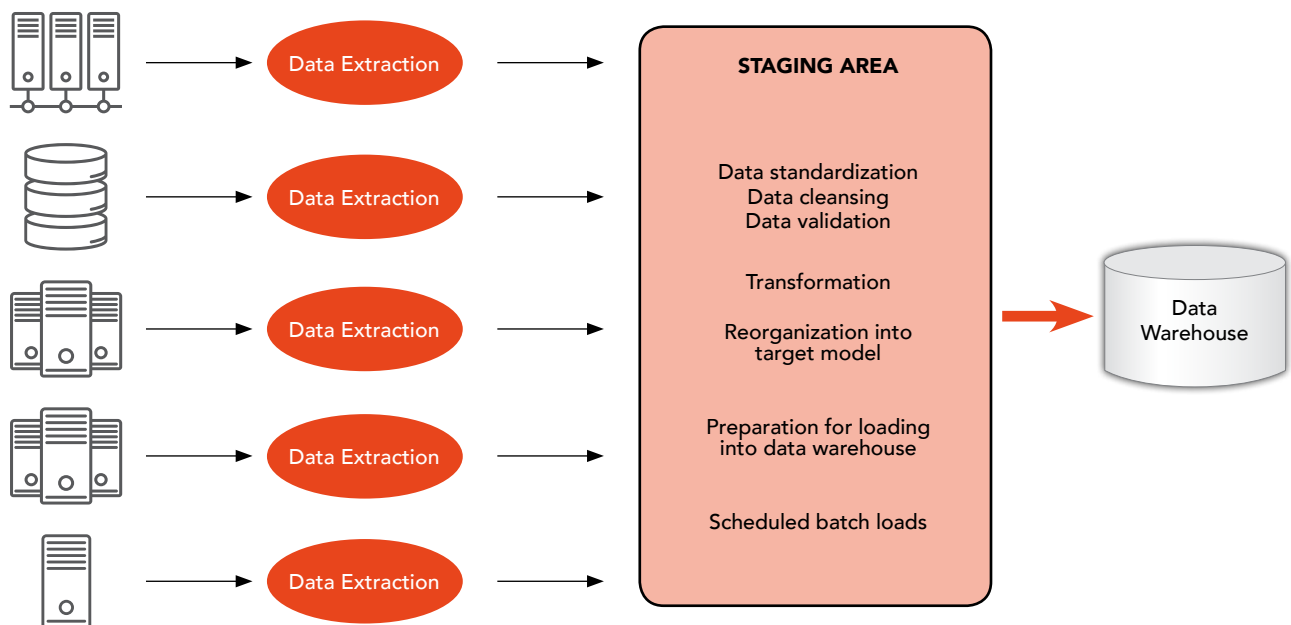 Data Extraction
Data Extraction
Data Extraction
Data Extraction
Data Extraction
STAGING AREA
Data standardization
Data cleansing
Data validation
Transformation
Reorganization into
target model
Preparation for loading
into data warehouse
Scheduled batch loads
Data
Warehouse